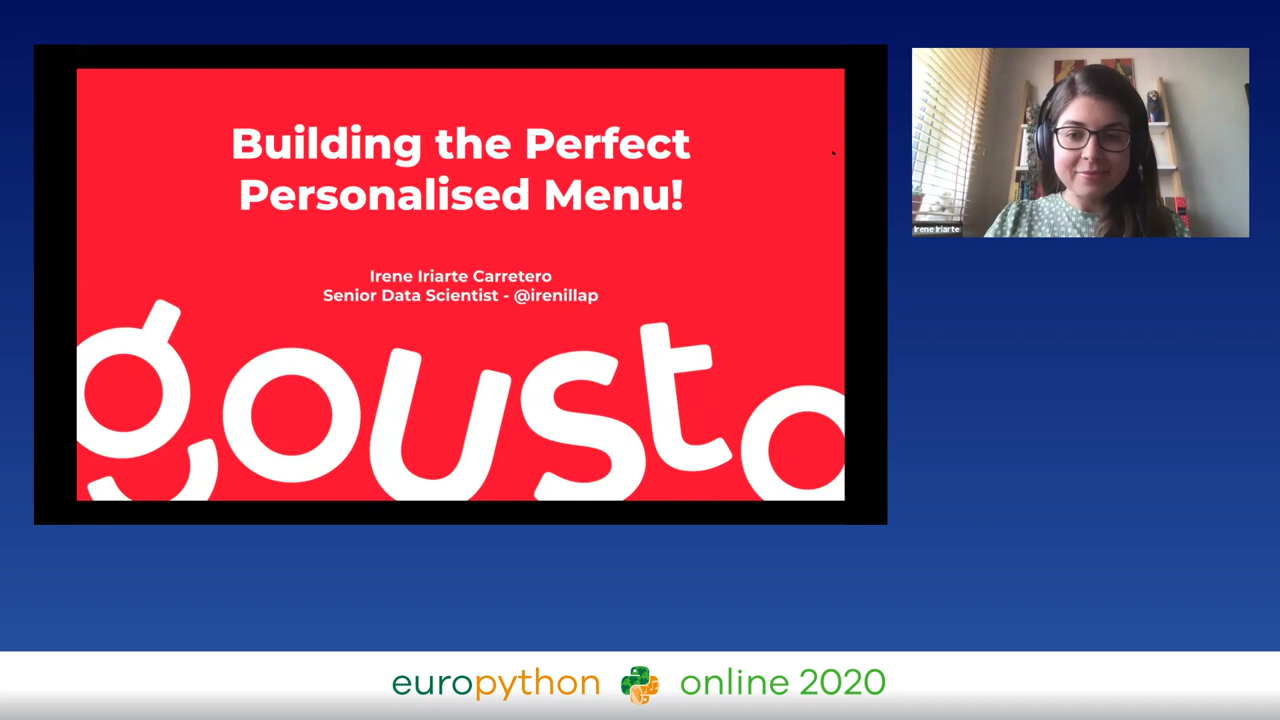 Building the Perfect
Personalised Menu!
Irene Iriarte Carretero
Senior Data Scientist - @irenillap
gousto
Irene Iriarte
europython online 2020